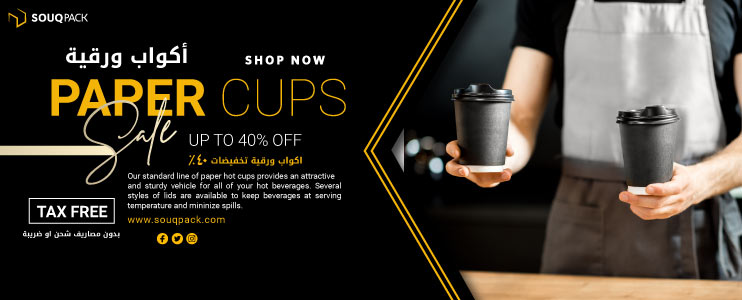 SOUQPACK
أكواب ورقية
SHOP NOW
PAPER CUPS
Sale
UP TO 40% OFF
اكواب ورقية تخفيضات ٤٠٪
Our standard line of paper hot cups provides an attractive
and sturdy vehicle for all of your hot beverages. Several
styles of lids are available to keep beverages at serving
temperature and mininize spills.
TAX FREE
www.souqpack.com
بدون مصاريف شحن او ضريبة